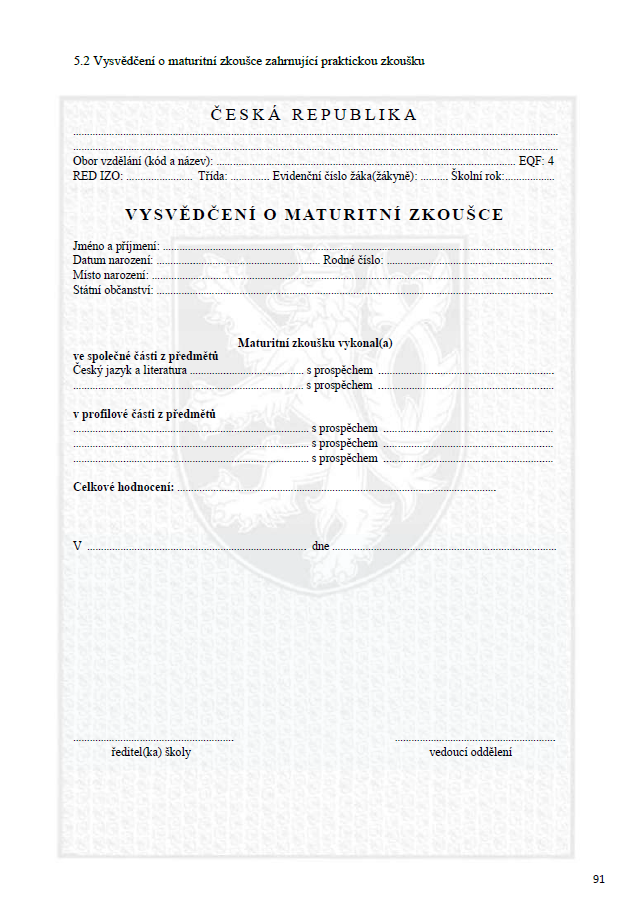 5.2 Vysvědčení o maturitní zkoušce zahrnující praktickou zkoušku
ČESKÁ REPUBLIKA
................................................................................
................................................................................
Obor vzdělání (kód a název): ........................................ EQF: 4
RED IZO: ...................... Třída: ............. Evidenční číslo žáka(žákyně): ......... Školní rok:.................
VYSVĚDČENÍ O MATURITNÍ ZKOUŠCE
Jméno a příjmení: ................................................................................
Datum narození: ........................................ Rodné číslo: ........................................
Místo narození: ................................................................................
Státní občanství: ................................................................................
Maturitní zkoušku vykonal(a)
ve společné části z předmětů
Český jazyk a literatura ...................................... s prospěchem ........................................
........................................ s prospěchem ........................................
v profilové části z předmětů
........................................ s prospěchem ........................................
........................................ s prospěchem ........................................
........................................ s prospěchem ........................................
Celkové hodnocení: ................................................................................
V ........................................ dne ........................................
........................................ ........................................
ředitel(ka) školy vedoucí oddělení
91